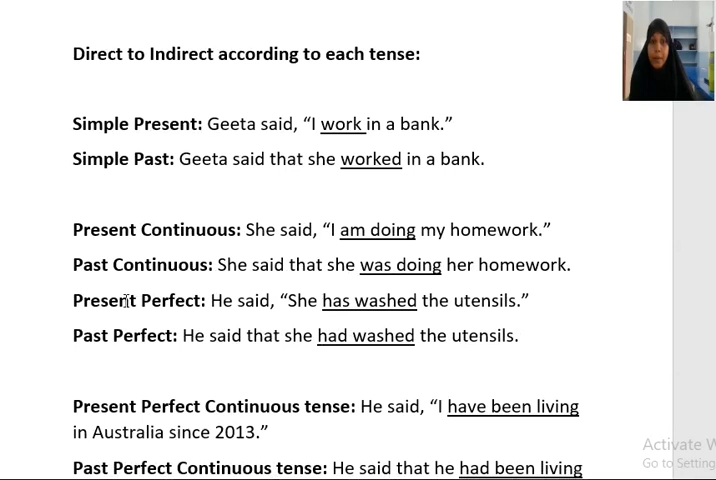 Direct to Indirect according to each tense:
Simple Present: Geeta said, “I work in a bank.”
Simple Past: Geeta said that she worked in a bank.
Present Continuous: She said, “I am doing my homework.”
Past Continuous: She said that she was doing her homework.
Present Perfect: He said, “She has washed the utensils.”
Past Perfect: He said that she had washed the utensils.
Present Perfect Continuous tense: He said, “I have been living
in Australia since 2013.”
Past Perfect Continuous tense: He said that he had been living
Activate W
Go to Setting